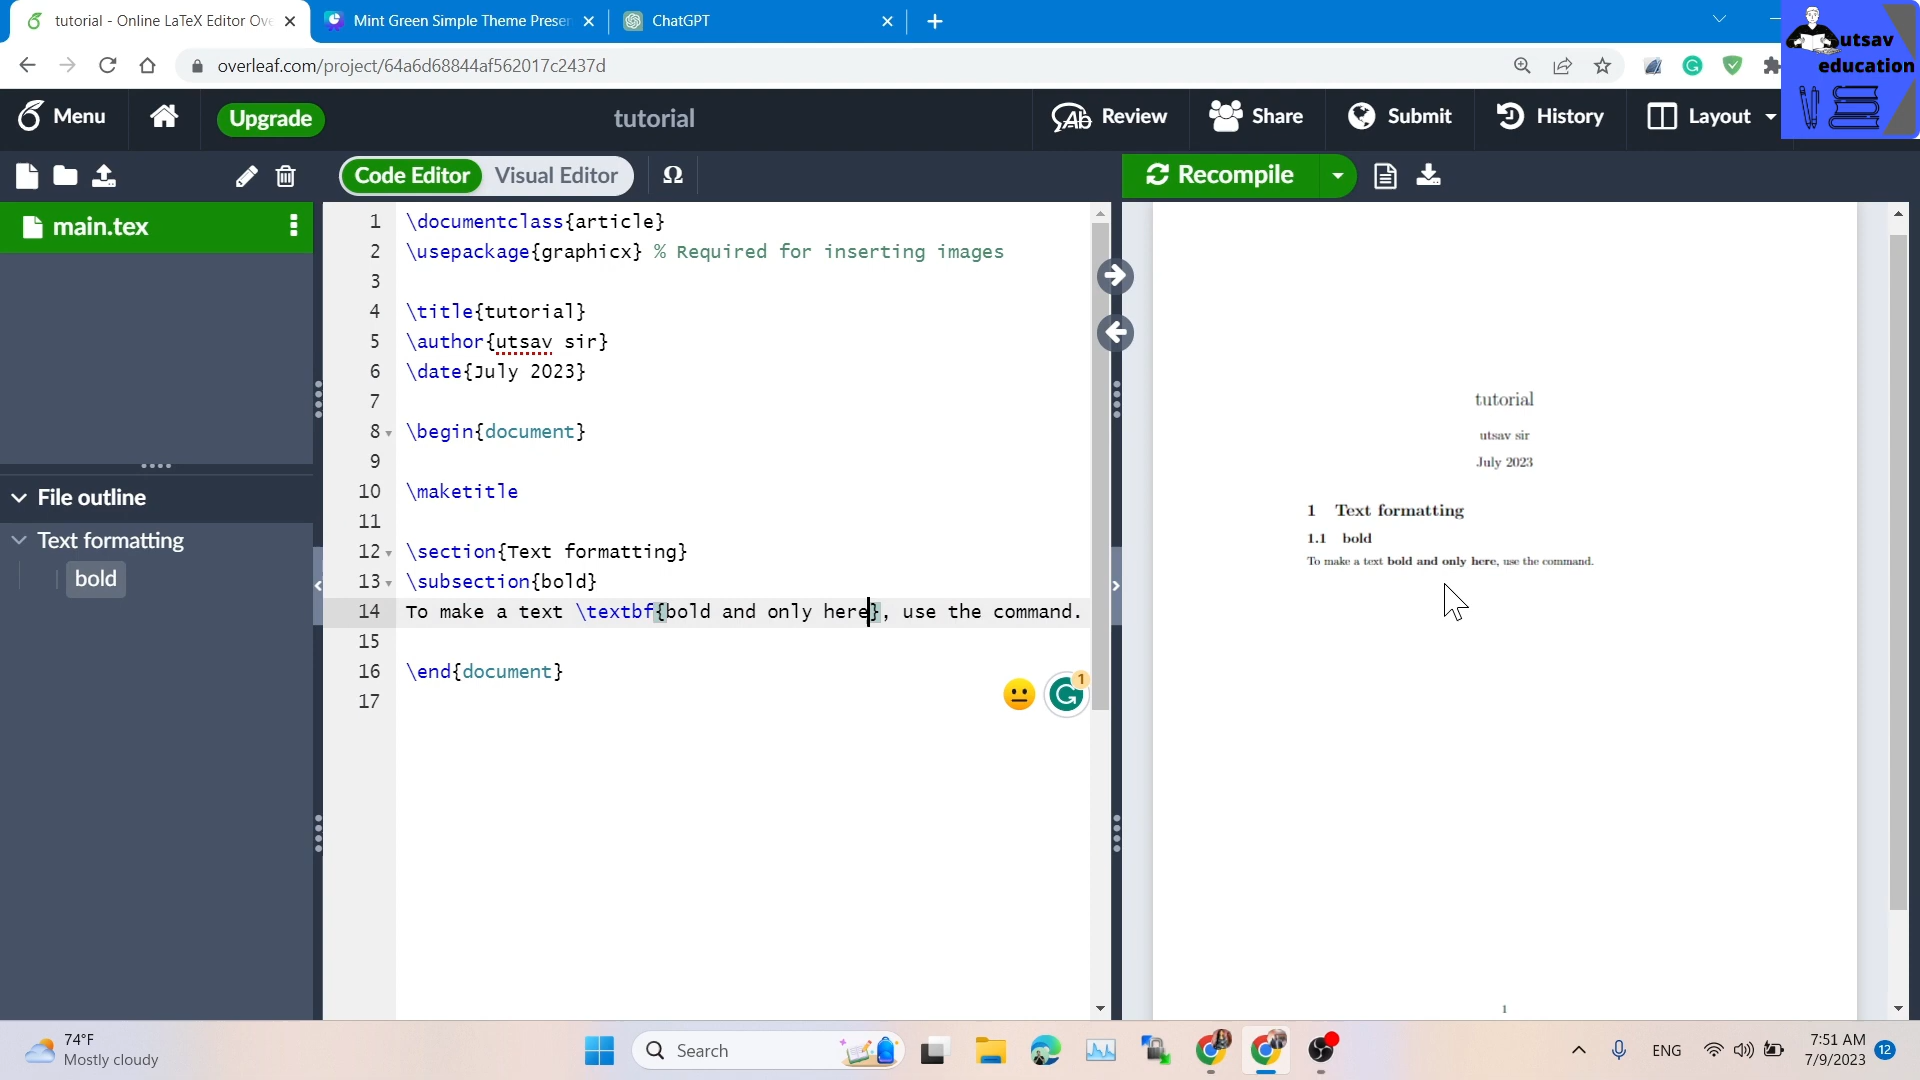 tutorial - Online LaTeX Editor Ove
Mint Green Simple Theme Presen
ChatGPT
overleaf.com/project/64a6d68844af562017c2437d
utsav
education
Menu
Upgrade
tutorial
Review
Share
Submit
History
Layout
Code Editor
Visual Editor
Ω
Recompile
main.tex
File outline
Text formatting
bold
1 \documentclass{article}
2 \usepackage{graphicx} % Required for inserting images
3
4 \title{tutorial}
5 \author{utsav sir}
6 \date{July 2023}
7
8 \begin{document}
9
10 \maketitle
11
12 \section{Text formatting}
13 \subsection{bold}
14 To make a text \textbf{bold and only here}, use the command.
15
16 \end{document}
17
1
tutorial
utsav sir
July 2023
1 Text formatting
1.1 bold
To make a text bold and only here, use the command.
1
74°F
Mostly cloudy
Search
ENG
7:51 AM
7/9/2023
12